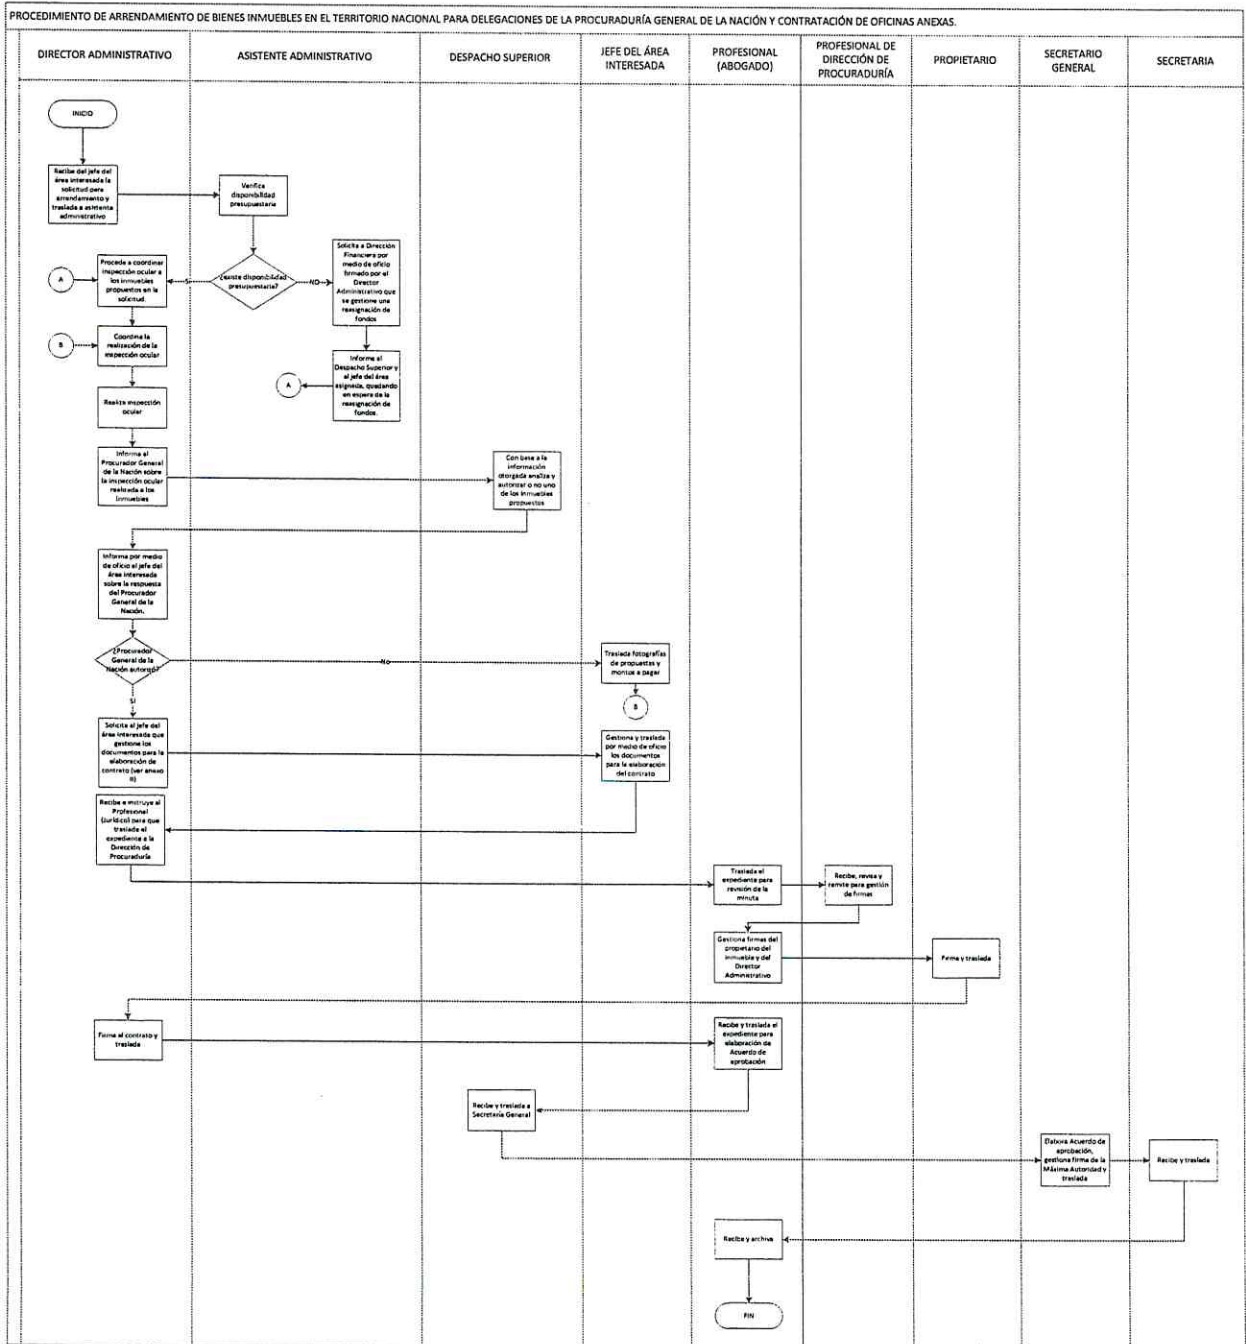 PROCEDIMIENTO DE ARRENDAMIENTO DE BIENES INMUEBLES EN EL TERRITORIO NACIONAL PARA DELEGACIONES DE LA PROCURADURÍA GENERAL DE LA NACIÓN Y CONTRATACIÓN DE OFICINAS ANEXAS.
DIRECTOR ADMINISTRATIVO
ASISTENTE ADMINISTRATIVO
DESPACHO SUPERIOR
JEFE DEL ÁREA
INTERESADA
PROFESIONAL
(ABOGADO)
PROFESIONAL DE
DIRECCIÓN DE
PROCURADURÍA
PROPIETARIO
SECRETARIO
GENERAL
SECRETARIA
INICIO
Recibe del jefe del
área interesada la
solicitud para
arrendamiento y
traslada a asistente
administrativo
Verifica
disponibilidad
presupuestaria
¿existe disponibilidad
presupuestaria?
SI
NO
Solicita a Dirección
Financiera por
medio de oficio
firmado por el
Director
Administrativo que
se gestione una
reasignación de
fondos
Informa al
Despacho Superior y
al jefe del área
asignada, quedando
en espera de la
reasignación de
fondos.
A
A
Procede a coordinar
inspección ocular a
los inmuebles
propuestos en la
solicitud.
B
Coordina la
realización de la
inspección ocular
Realiza inspección
ocular
Informa al
Procurador General
de la Nación sobre
la inspección ocular
realizada a los
inmuebles
Con base a la
información
otorgada analiza y
autorizar o no uno
de los inmuebles
propuestos
Informa por medio
de oficio al jefe del
área interesada
sobre la respuesta
del Procurador
General de la
Nación.
¿Procurador
General de la
Nación autorizó?
No
Traslada fotografías
de propuestas y
montos a pagar
B
SI
Solicita al jefe del
área interesada que
gestione los
documentos para la
elaboración de
contrato (ver anexo
Gestiona y traslada
por medio de oficio
los documentos
para la elaboración
del contrato
Recibe e instruye al
Profesional
(Jurídico) para que
traslada el
expediente a la
Dirección de
Procuraduría
Traslada el
expediente para
revisión de la
minuta
Recibe, revisa y
remite para gestión
de firmas
Gestiona firmas del
propietario del
inmueble y del
Director
Administrativo
Firma y traslada
Firma el contrato y
traslada
Recibe y traslada el
expediente para
elaboración de
Acuerdo de
aprobación
Recibe y traslada a
Secretaría General
Elabora Acuerdo de
aprobación,
gestiona firma de la
Máxima Autoridad y
traslada
Recibe y traslada
Recibe y archiva
FIN